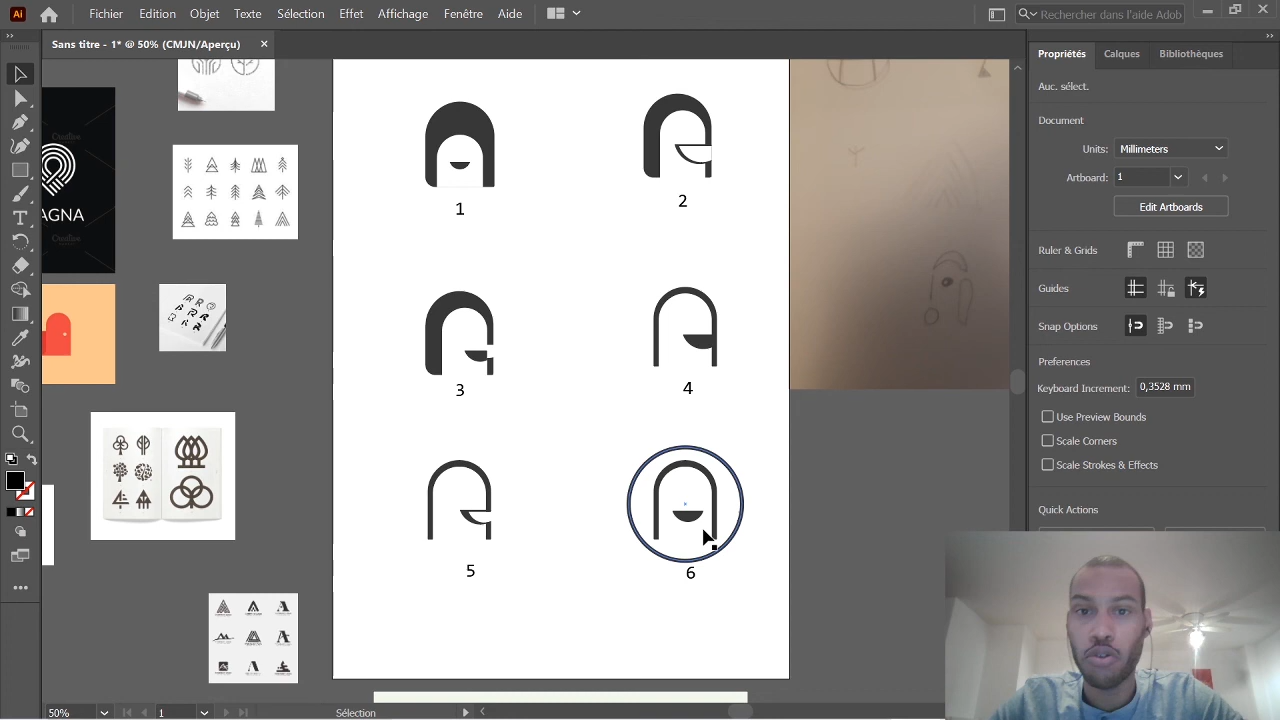 Ai
Fichier Edition Objet Texte Sélection Effet Affichage Fenêtre Aide
Rechercher dans l'aide Adob
Sans titre - 1* @ 50% (CMJN/Aperçu)
Propriétés Calques Bibliothèques
Auc. sélect.
Document
Units: Millimeters
Artboard: 1
Edit Artboards
Ruler & Grids
Guides
Snap Options
Preferences
Keyboard Increment: 0,3528 mm
Use Preview Bounds
Scale Corners
Scale Strokes & Effects
Quick Actions
Creative
AGNA
Creative
1
2
3
4
5
6
50%
1
Sélection